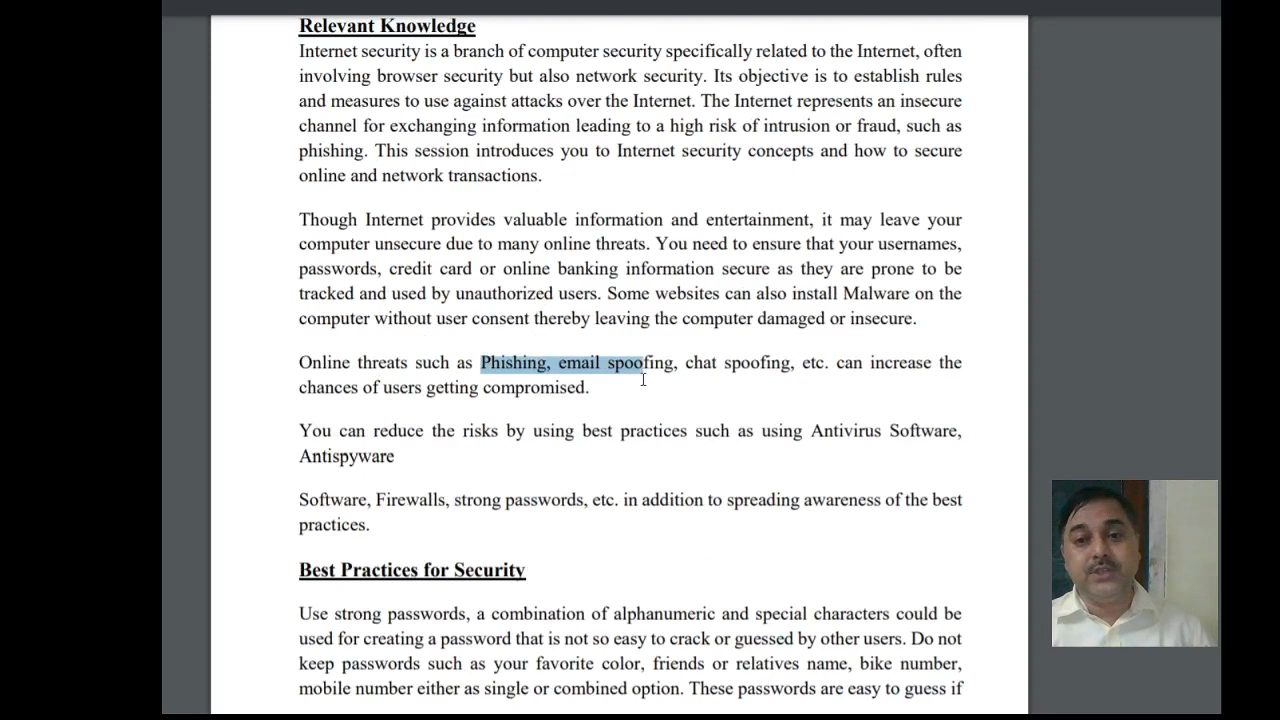 Relevant Knowledge
Internet security is a branch of computer security specifically related to the Internet, often
involving browser security but also network security. Its objective is to establish rules
and measures to use against attacks over the Internet. The Internet represents an insecure
channel for exchanging information leading to a high risk of intrusion or fraud, such as
phishing. This session introduces you to Internet security concepts and how to secure
online and network transactions.
Though Internet provides valuable information and entertainment, it may leave your
computer unsecure due to many online threats. You need to ensure that your usernames,
passwords, credit card or online banking information secure as they are prone to be
tracked and used by unauthorized users. Some websites can also install Malware on the
computer without user consent thereby leaving the computer damaged or insecure.
Online threats such as Phishing, email spoofing, chat spoofing, etc. can increase the
chances of users getting compromised.
You can reduce the risks by using best practices such as using Antivirus Software,
Antispyware
Software, Firewalls, strong passwords, etc. in addition to spreading awareness of the best
practices.
Best Practices for Security
Use strong passwords, a combination of alphanumeric and special characters could be
used for creating a password that is not so easy to crack or guessed by other users. Do not
keep passwords such as your favorite color, friends or relatives name, bike number,
mobile number either as single or combined option. These passwords are easy to guess if